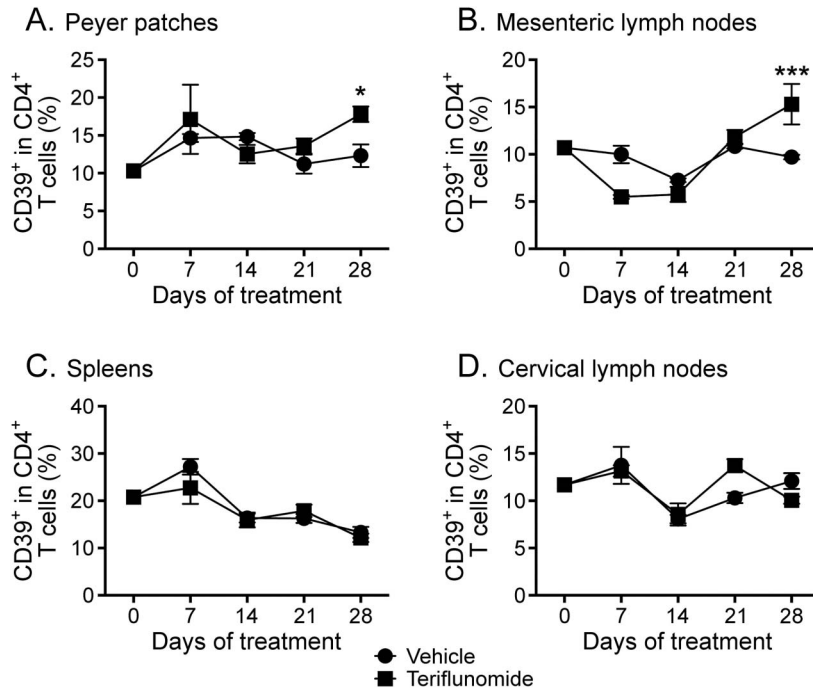 A. Peyer patches
CD39+ in CD4+
T cells (%)
25
20
15
10
5
0
*
0 7 14 21 28
Days of treatment
B. Mesenteric lymph nodes
CD39+ in CD4+
T cells (%)
20
15
10
5
0
***
0 7 14 21 28
Days of treatment
C. Spleens
CD39+ in CD4+
T cells (%)
40
30
20
10
0
0 7 14 21 28
Days of treatment
D. Cervical lymph nodes
CD39+ in CD4+
T cells (%)
20
15
10
5
0
0 7 14 21 28
Days of treatment
Vehicle
Teriflunomide